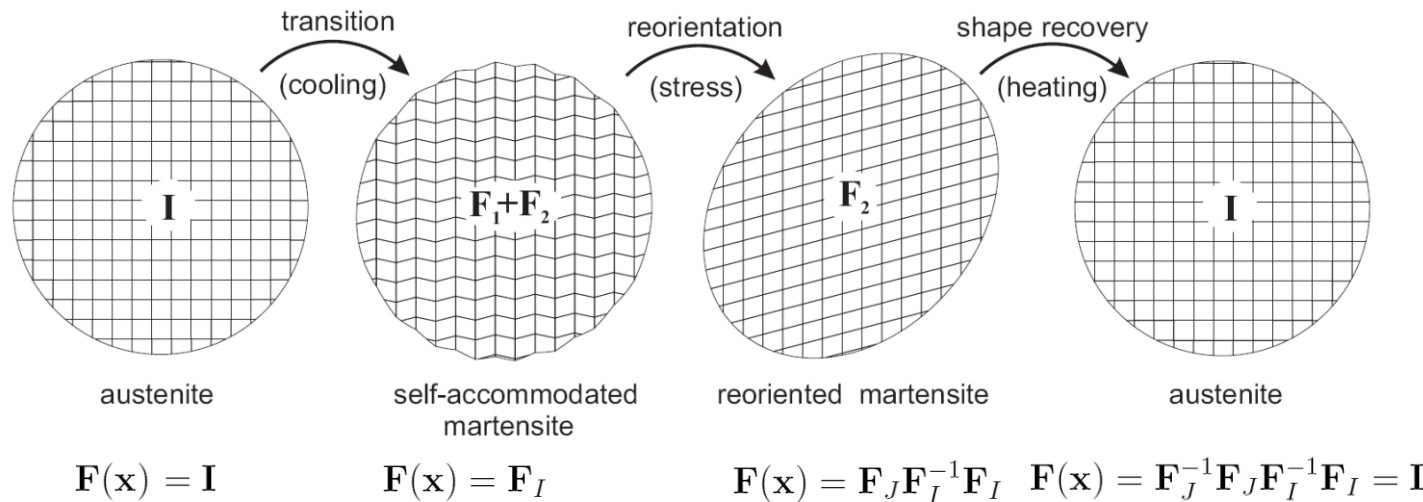 transition
(cooling)
reorientation
(stress)
shape recovery
(heating)
I
F₁+F₂
F₂
I
austenite
self-accommodated
martensite
reoriented martensite
austenite
F(x) = I
F(x) = F_I
F(x) = F_J F_I^{-1} F_I
F(x) = F_J^{-1} F_J F_I^{-1} F_I = I